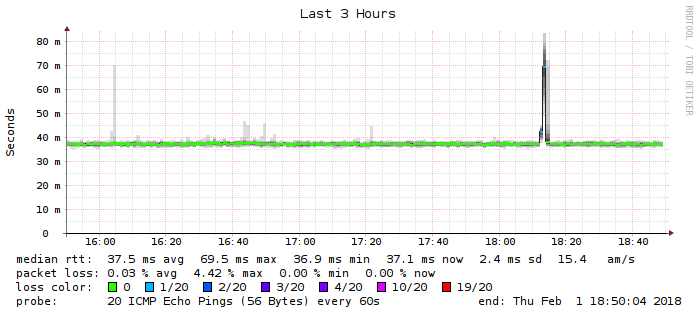 Last 3 Hours
RRDTOOL / TOBI OETIKER
Seconds
80 m
70 m
60 m
50 m
40 m
30 m
20 m
10 m
0
16:00 16:20 16:40 17:00 17:20 17:40 18:00 18:20 18:40
median rtt: 37.5 ms avg 69.5 ms max 36.9 ms min 37.1 ms now 2.4 ms sd 15.4 am/s
packet loss: 0.03 % avg 4.42 % max 0.00 % min 0.00 % now
loss color: 0 1/20 2/20 3/20 4/20 10/20 19/20
probe: 20 ICMP Echo Pings (56 Bytes) every 60s end: Thu Feb 1 18:50:04 2018